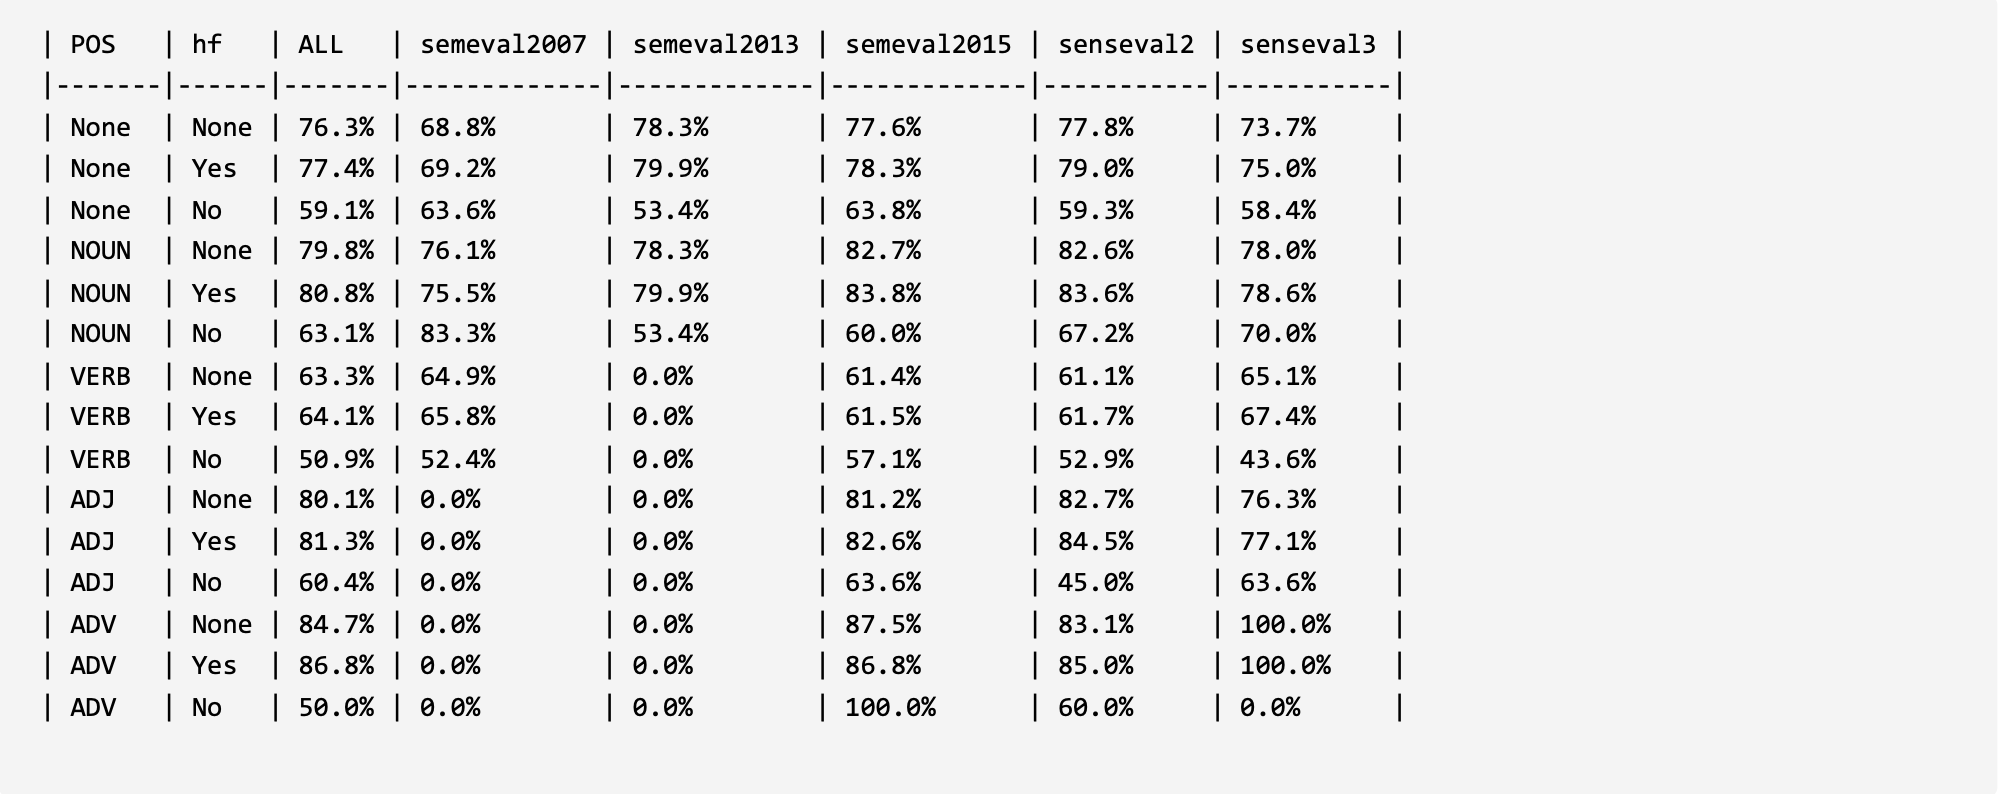 | POS   | hf   | ALL   | semeval2007 | semeval2013 | semeval2015 | senseval2 | senseval3 |
|-------|------|-------|-------------|-------------|-------------|-----------|-----------|
| None  | None | 76.3% | 68.8%       | 78.3%       | 77.6%       | 77.8%     | 73.7%     |
| None  | Yes  | 77.4% | 69.2%       | 79.9%       | 78.3%       | 79.0%     | 75.0%     |
| None  | No   | 59.1% | 63.6%       | 53.4%       | 63.8%       | 59.3%     | 58.4%     |
| NOUN  | None | 79.8% | 76.1%       | 78.3%       | 82.7%       | 82.6%     | 78.0%     |
| NOUN  | Yes  | 80.8% | 75.5%       | 79.9%       | 83.8%       | 83.6%     | 78.6%     |
| NOUN  | No   | 63.1% | 83.3%       | 53.4%       | 60.0%       | 67.2%     | 70.0%     |
| VERB  | None | 63.3% | 64.9%       | 0.0%        | 61.4%       | 61.1%     | 65.1%     |
| VERB  | Yes  | 64.1% | 65.8%       | 0.0%        | 61.5%       | 61.7%     | 67.4%     |
| VERB  | No   | 50.9% | 52.4%       | 0.0%        | 57.1%       | 52.9%     | 43.6%     |
| ADJ   | None | 80.1% | 0.0%        | 0.0%        | 81.2%       | 82.7%     | 76.3%     |
| ADJ   | Yes  | 81.3% | 0.0%        | 0.0%        | 82.6%       | 84.5%     | 77.1%     |
| ADJ   | No   | 60.4% | 0.0%        | 0.0%        | 63.6%       | 45.0%     | 63.6%     |
| ADV   | None | 84.7% | 0.0%        | 0.0%        | 87.5%       | 83.1%     | 100.0%    |
| ADV   | Yes  | 86.8% | 0.0%        | 0.0%        | 86.8%       | 85.0%     | 100.0%    |
| ADV   | No   | 50.0% | 0.0%        | 0.0%        | 100.0%      | 60.0%     | 0.0%      |